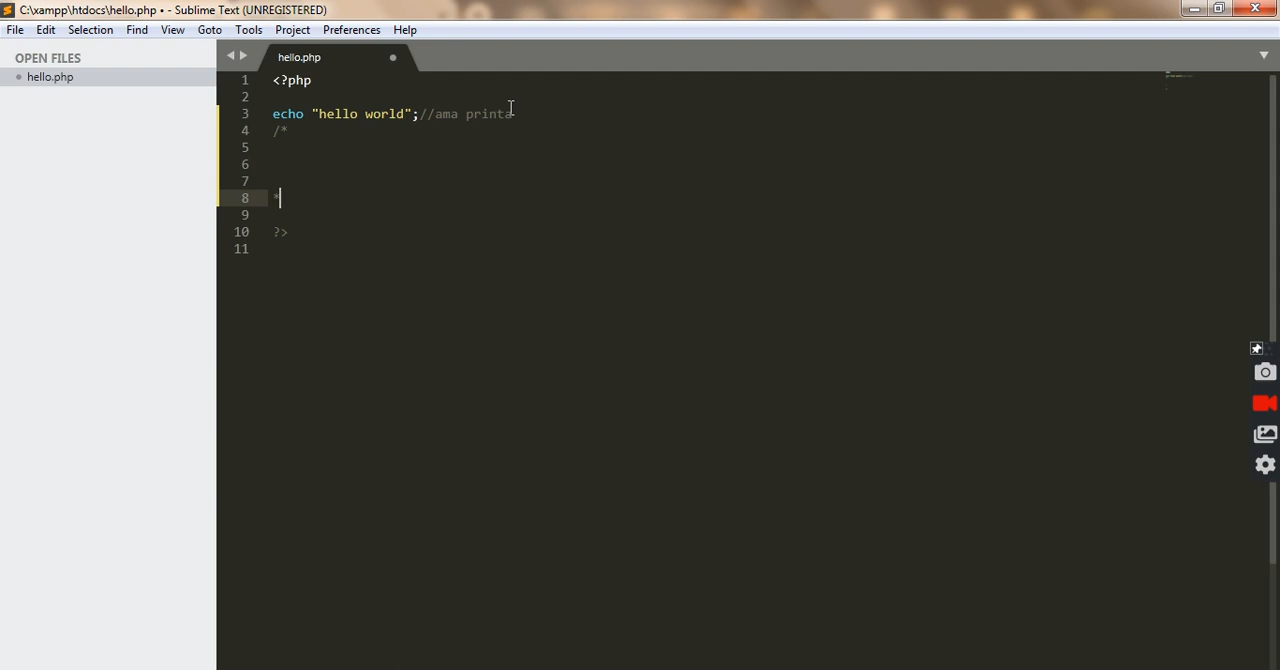 C:\xampp\htdocs\hello.php • - Sublime Text (UNREGISTERED)
File Edit Selection Find View Goto Tools Project Preferences Help
OPEN FILES
hello.php
hello.php
1 <?php
2
3 echo "hello world";//ama printa
4 /*
5
6
7
8 *
9
10 ?>
11